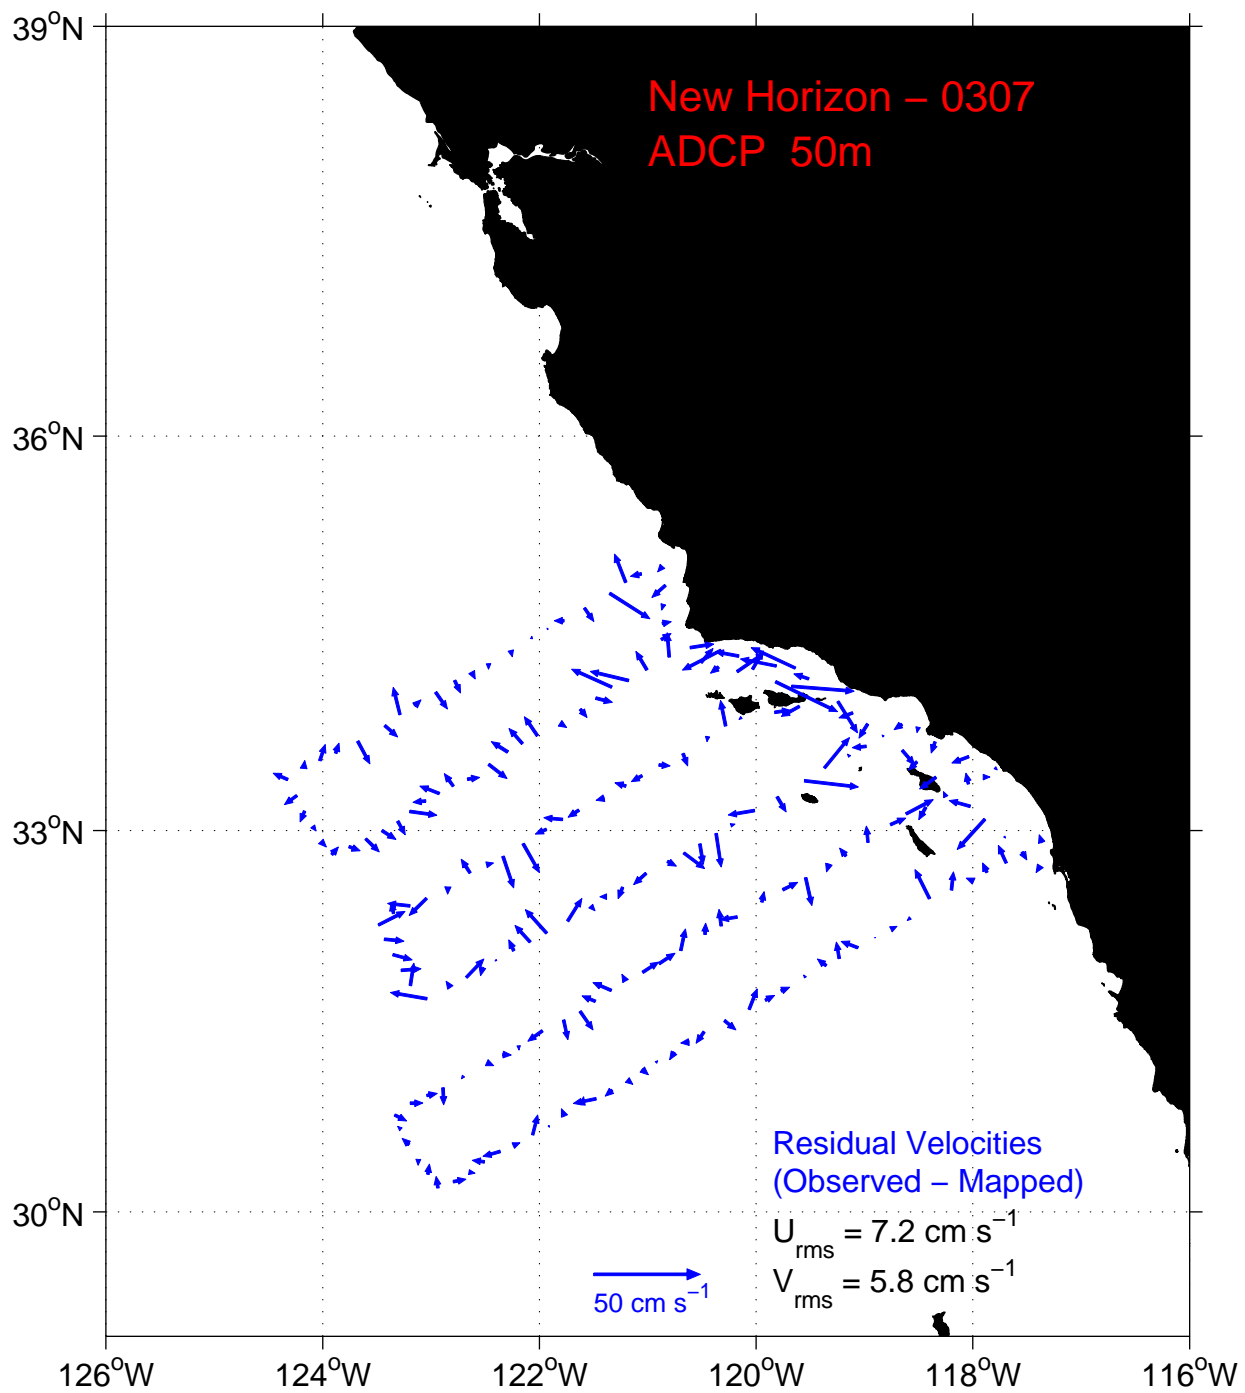 39°N
New Horizon – 0307
ADCP 50m
36°N
33°N
Residual Velocities
(Observed – Mapped)
30°N
U_rms = 7.2 cm s⁻¹
V_rms = 5.8 cm s⁻¹
50 cm s⁻¹
126°W 124°W 122°W 120°W 118°W 116°W